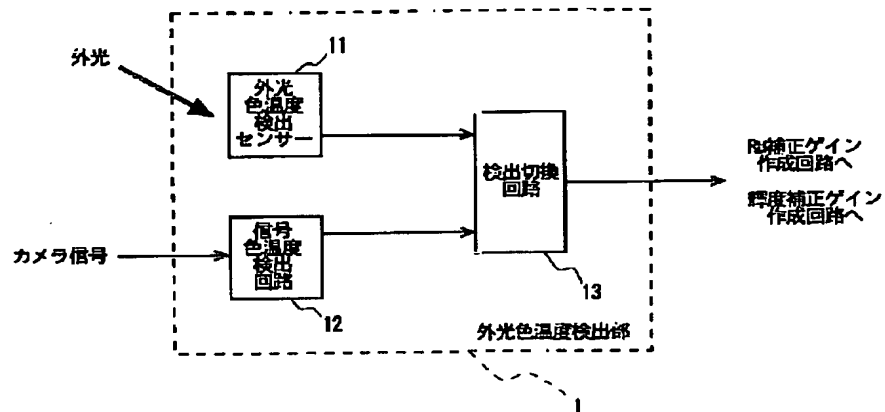 外光
11
外光
色温度
検出
センサー
検出切換
回路
補正ゲイン
作成回路へ
輝度補正ゲイン
作成回路へ
カメラ信号
信号
色温度
検出
回路
12
13
外光色温度検出部
1